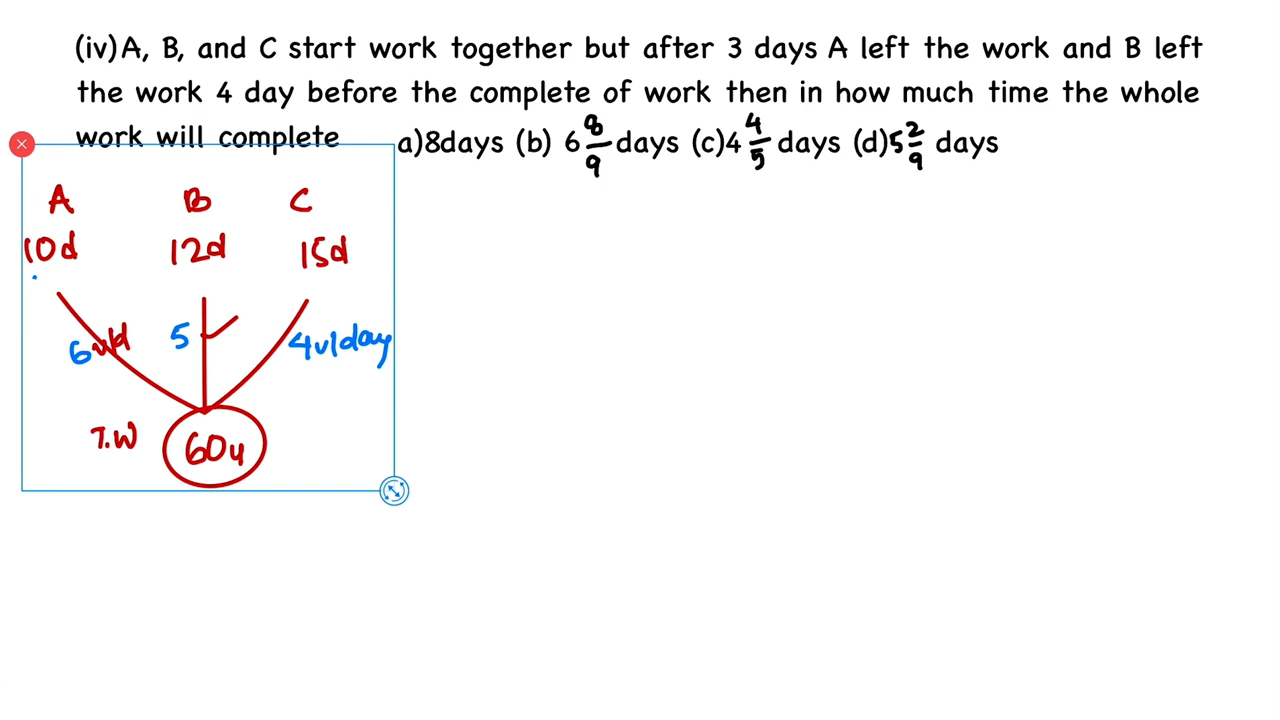 (iv)A, B, and C start work together but after 3 days A left the work and B left
the work 4 day before the complete of work then in how much time the whole
work will complete a)8days (b) 6 8/9 days (c)4 4/5 days (d)5 2/9 days
A B C
10d 12d 15d
6u/d 5 4u/day
T.W 60u